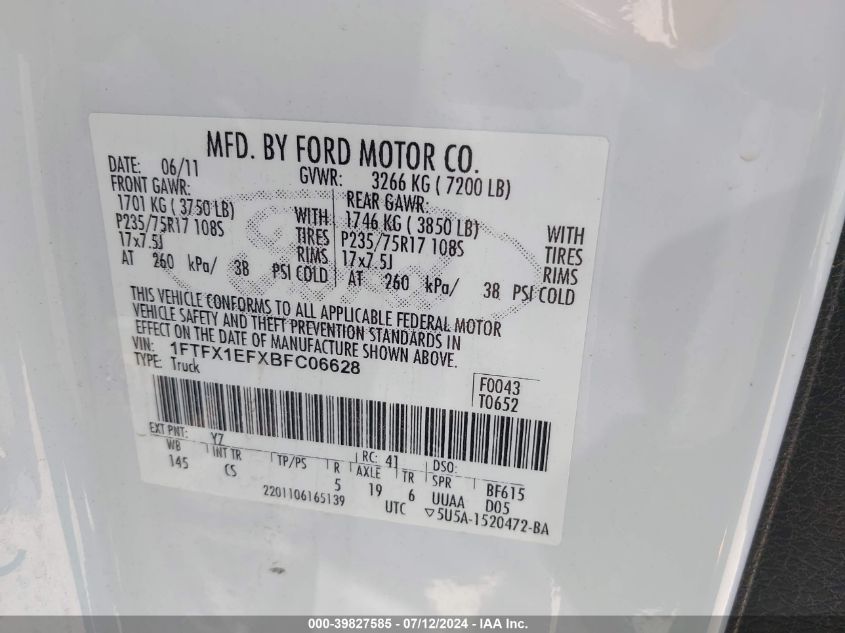 MFD. BY FORD MOTOR CO.
DATE: 06/11 GVWR: 3266 KG ( 7200 LB)
FRONT GAWR: REAR GAWR:
1701 KG ( 3750 LB) WITH 1746 KG ( 3850 LB) WITH
P235/75R17 108S TIRES P235/75R17 108S TIRES
17x7.5J RIMS 17x7.5J RIMS
AT 260 kPa/ 38 PSI COLD AT 260 kPa/ 38 PSI COLD
THIS VEHICLE CONFORMS TO ALL APPLICABLE FEDERAL MOTOR
VEHICLE SAFETY AND THEFT PREVENTION STANDARDS IN
EFFECT ON THE DATE OF MANUFACTURE SHOWN ABOVE.
VIN: 1FTFX1EFXBFC06628
TYPE: Truck
F0043
T0652
EXT PNT: Y7 RC: 41 DSO:
WB INT TR TP/PS R AXLE TR SPR BF615
145 CS 5 19 6 UUAA D05
2201106165139 UTC ▽5U5A-1520472-BA
000-39827585 - 07/12/2024 - IAA Inc.